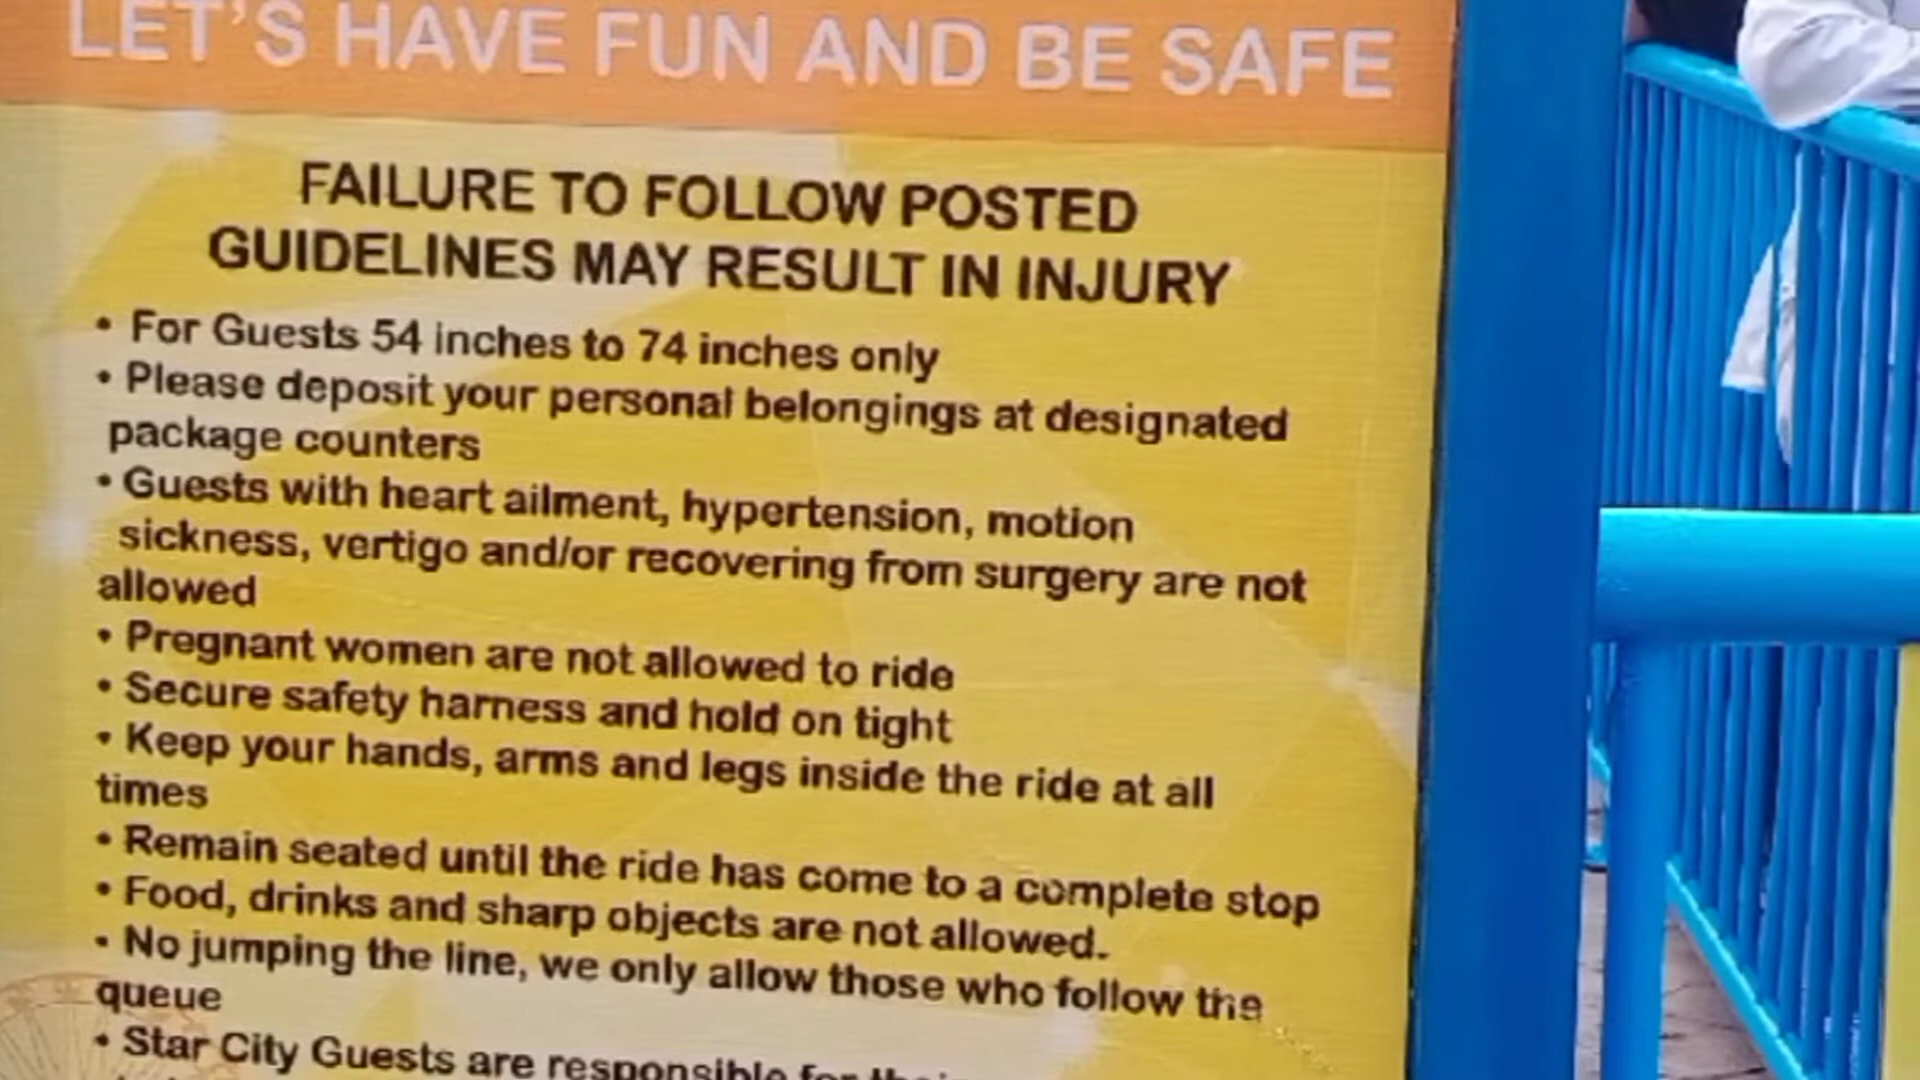 LET'S HAVE FUN AND BE SAFE
FAILURE TO FOLLOW POSTED
GUIDELINES MAY RESULT IN INJURY
• For Guests 54 inches to 74 inches only
• Please deposit your personal belongings at designated
package counters
• Guests with heart ailment, hypertension, motion
sickness, vertigo and/or recovering from surgery are not
allowed
• Pregnant women are not allowed to ride
• Secure safety harness and hold on tight
• Keep your hands, arms and legs inside the ride at all
times
• Remain seated until the ride has come to a complete stop
• Food, drinks and sharp objects are not allowed.
• No jumping the line, we only allow those who follow the
queue
• Star City Guests are responsible for